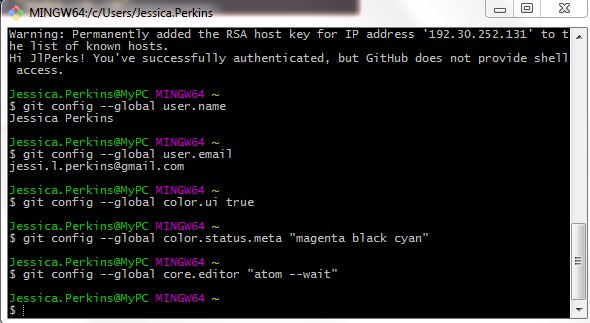 MINGW64:/c/Users/Jessica.Perkins
Warning: Permanently added the RSA host key for IP address '192.30.252.131' to t
he list of known hosts.
Hi JlPerks! You've successfully authenticated, but GitHub does not provide shell
 access.
Jessica.Perkins@MyPC MINGW64 ~
$ git config --global user.name
Jessica Perkins
Jessica.Perkins@MyPC MINGW64 ~
$ git config --global user.email
jessi.l.perkins@gmail.com
Jessica.Perkins@MyPC MINGW64 ~
$ git config --global color.ui true
Jessica.Perkins@MyPC MINGW64 ~
$ git config --global color.status.meta "magenta black cyan"
Jessica.Perkins@MyPC MINGW64 ~
$ git config --global core.editor "atom --wait"
Jessica.Perkins@MyPC MINGW64 ~
$